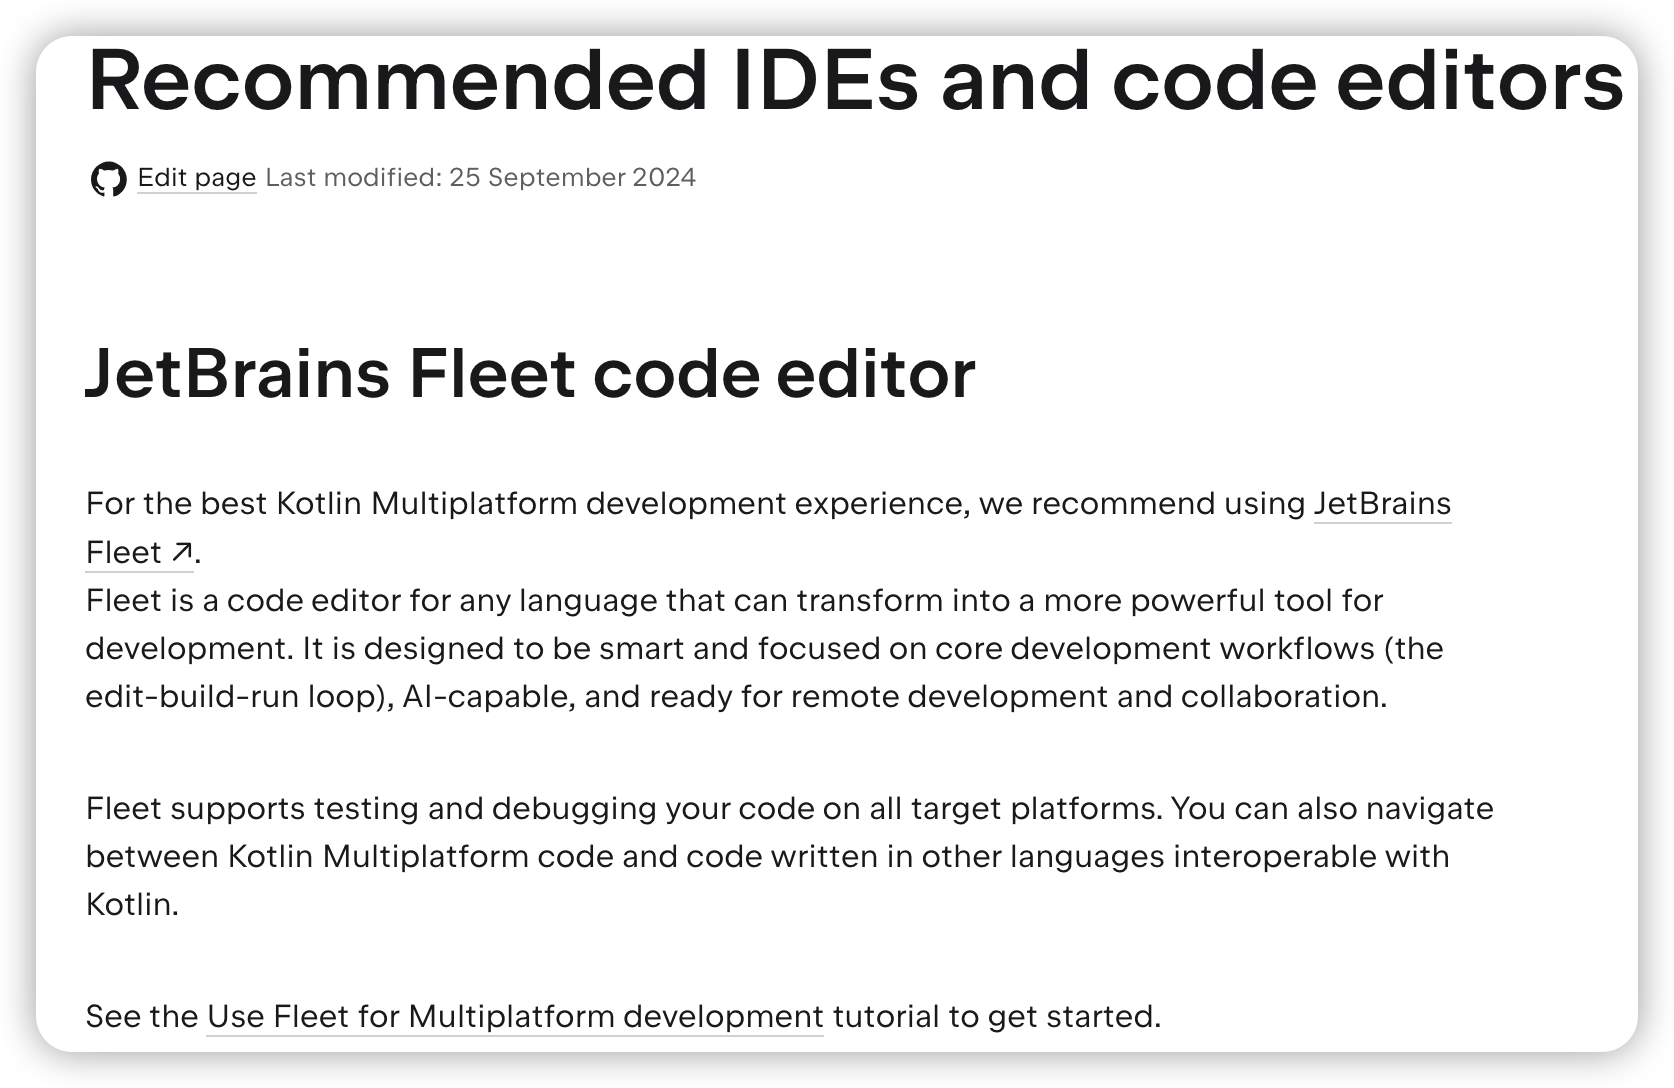 Recommended IDEs and code editors
Edit page Last modified: 25 September 2024
JetBrains Fleet code editor
For the best Kotlin Multiplatform development experience, we recommend using JetBrains
Fleet ↗.
Fleet is a code editor for any language that can transform into a more powerful tool for
development. It is designed to be smart and focused on core development workflows (the
edit-build-run loop), AI-capable, and ready for remote development and collaboration.
Fleet supports testing and debugging your code on all target platforms. You can also navigate
between Kotlin Multiplatform code and code written in other languages interoperable with
Kotlin.
See the Use Fleet for Multiplatform development tutorial to get started.